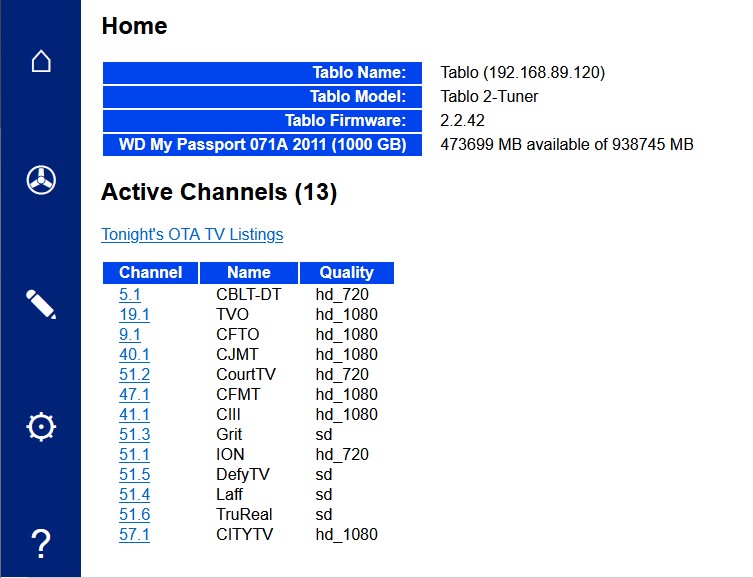 Home
Tablo Name: Tablo (192.168.89.120)
Tablo Model: Tablo 2-Tuner
Tablo Firmware: 2.2.42
WD My Passport 071A 2011 (1000 GB) 473699 MB available of 938745 MB
Active Channels (13)
Tonight's OTA TV Listings
Channel Name Quality
5.1 CBLT-DT hd_720
19.1 TVO hd_1080
9.1 CFTO hd_1080
40.1 CJMT hd_1080
51.2 CourtTV hd_720
47.1 CFMT hd_1080
41.1 CIII hd_1080
51.3 Grit sd
51.1 ION hd_720
51.5 DefyTV sd
51.4 Laff sd
51.6 TruReal sd
57.1 CITYTV hd_1080
?